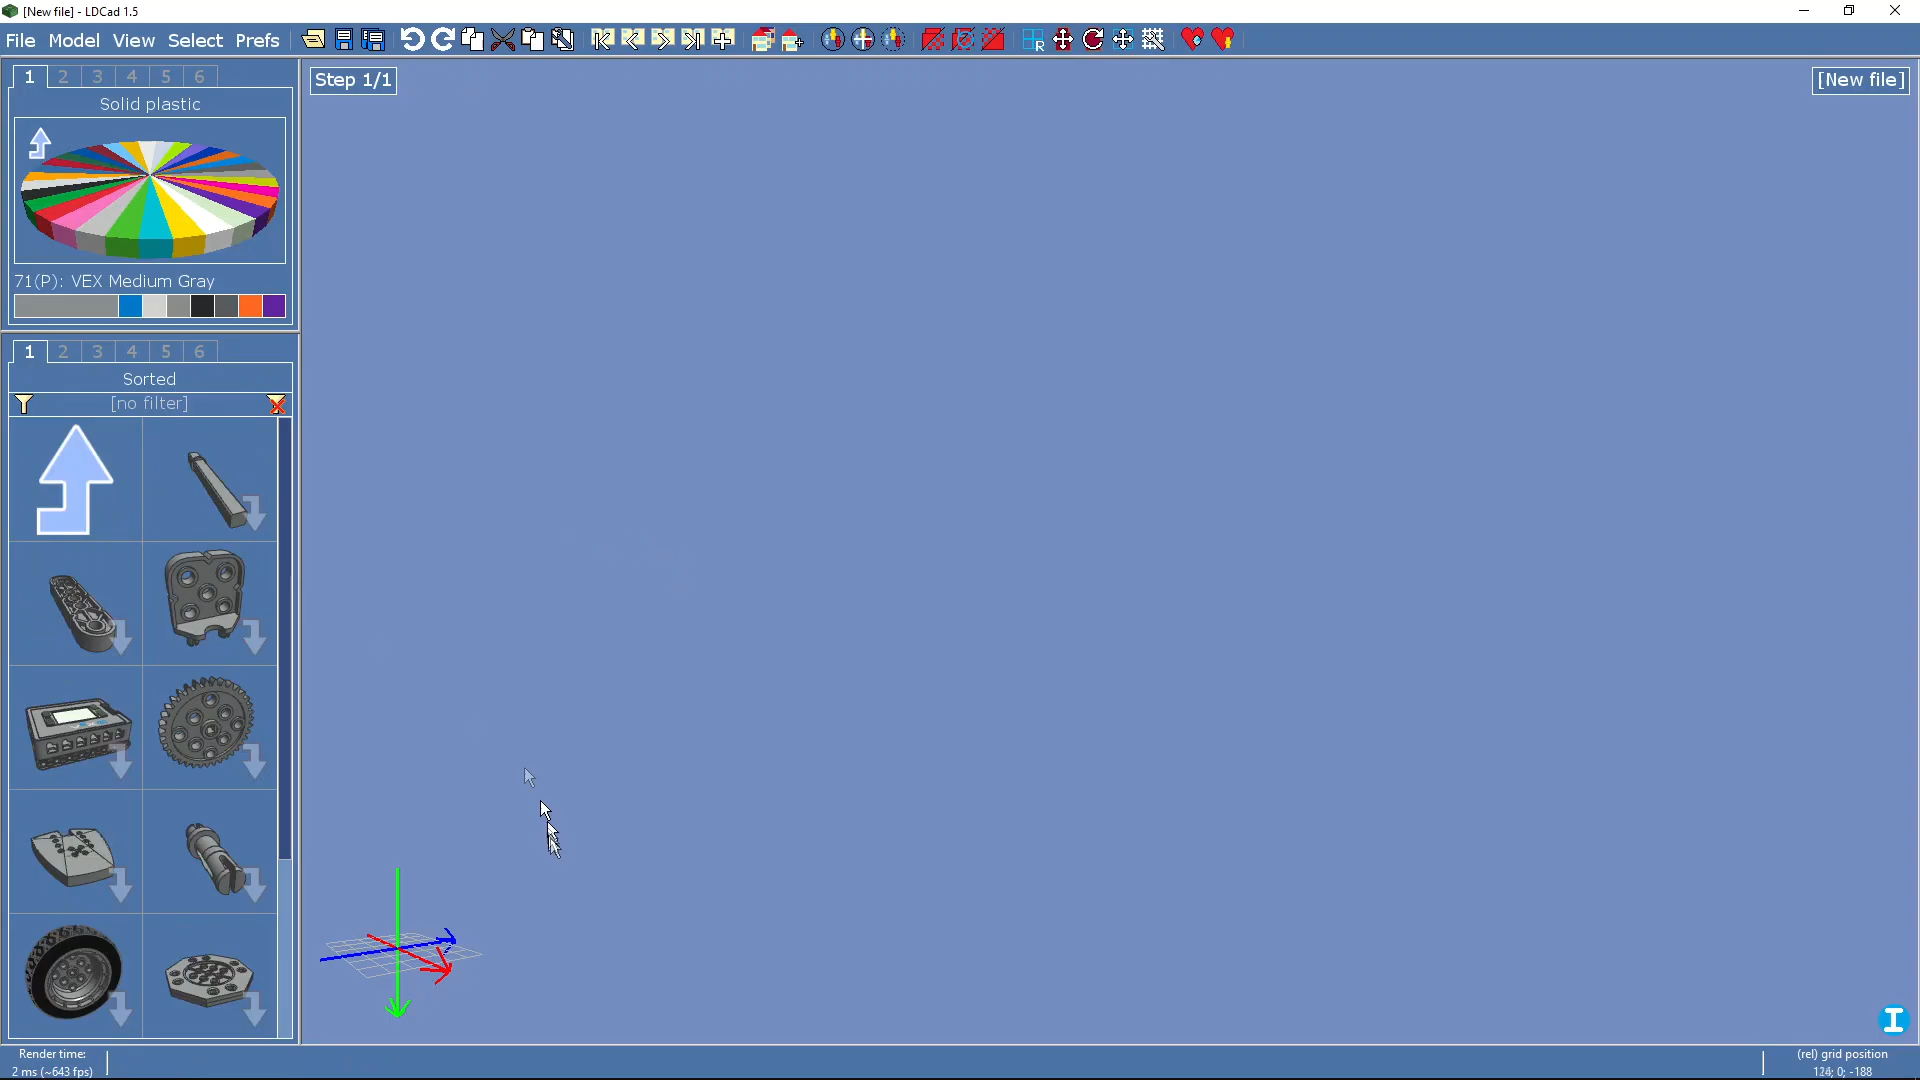 [New file] - LDCad 1.5
File Model View Select Prefs
1 2 3 4 5 6
Solid plastic
71(P): VEX Medium Gray
1 2 3 4 5 6
Sorted
[no filter]
Step 1/1
[New file]
Render time:
2 ms (~643 fps)
(rel) grid position
124; 0; -188